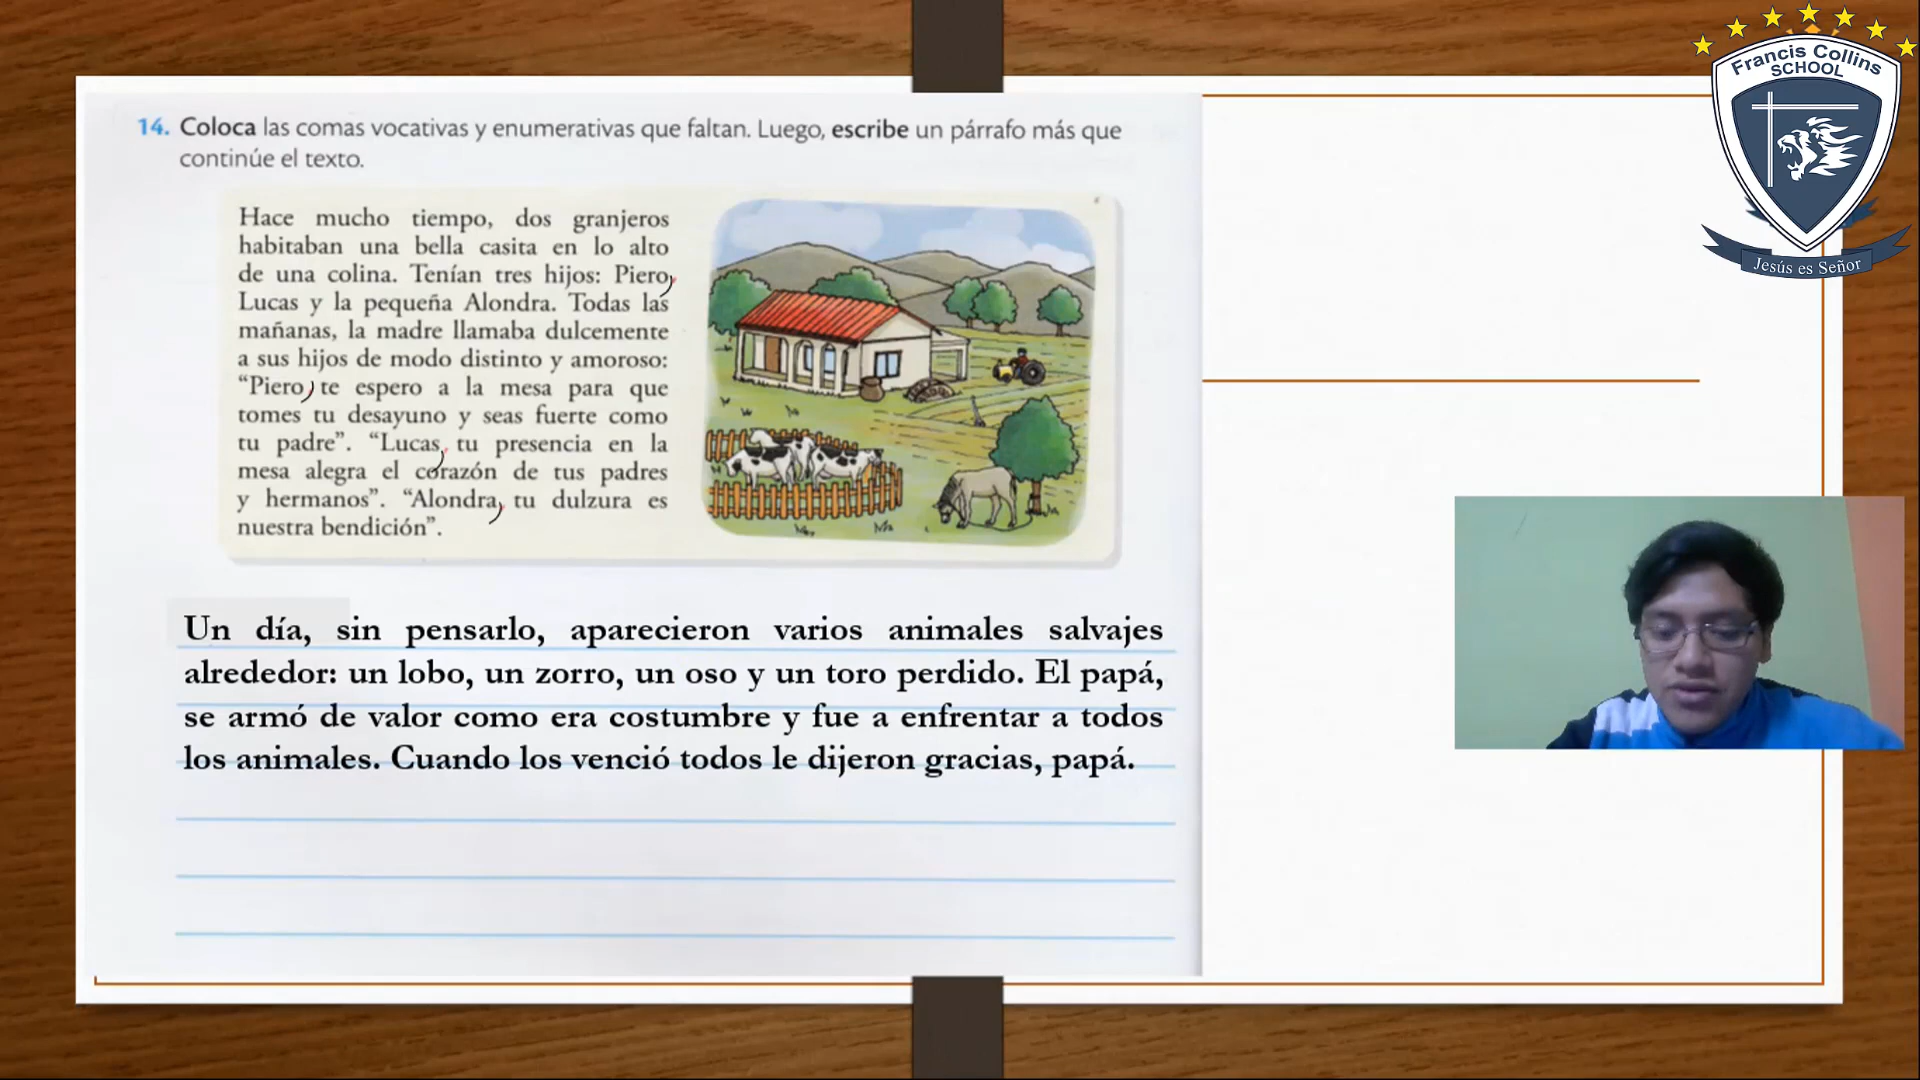 14. Coloca las comas vocativas y enumerativas que faltan. Luego, escribe un párrafo más que
continúe el texto.
Hace mucho tiempo, dos granjeros
habitaban una bella casita en lo alto
de una colina. Tenían tres hijos: Piero,
Lucas y la pequeña Alondra. Todas las
mañanas, la madre llamaba dulcemente
a sus hijos de modo distinto y amoroso:
“Piero, te espero a la mesa para que
tomes tu desayuno y seas fuerte como
tu padre”. “Lucas, tu presencia en la
mesa alegra el corazón de tus padres
y hermanos”. “Alondra, tu dulzura es
nuestra bendición”.
Un día, sin pensarlo, aparecieron varios animales salvajes
alrededor: un lobo, un zorro, un oso y un toro perdido. El papá,
se armó de valor como era costumbre y fue a enfrentar a todos
los animales. Cuando los venció todos le dijeron gracias, papá.
Francis Collins
SCHOOL
Jesús es Señor